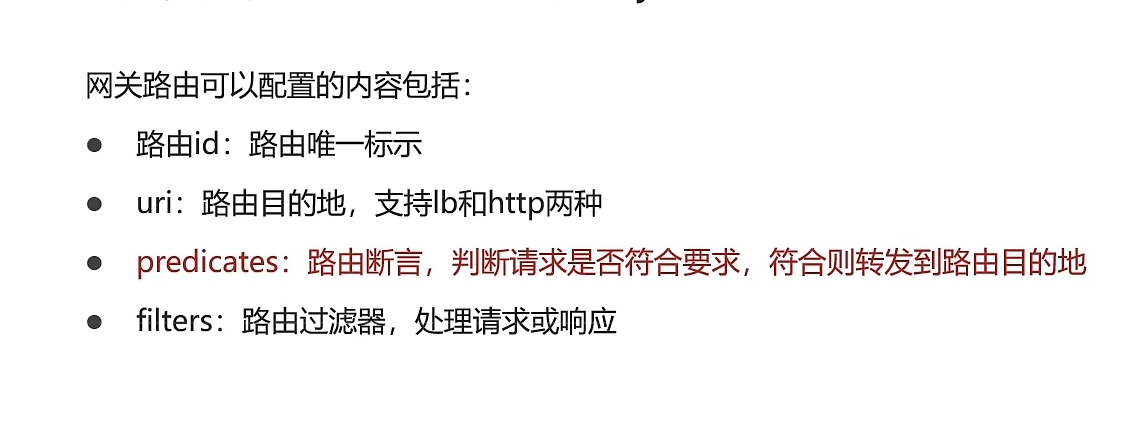 网关路由可以配置的内容包括：
● 路由id：路由唯一标示
● uri：路由目的地，支持lb和http两种
● predicates：路由断言，判断请求是否符合要求，符合则转发到路由目的地
● filters：路由过滤器，处理请求或响应